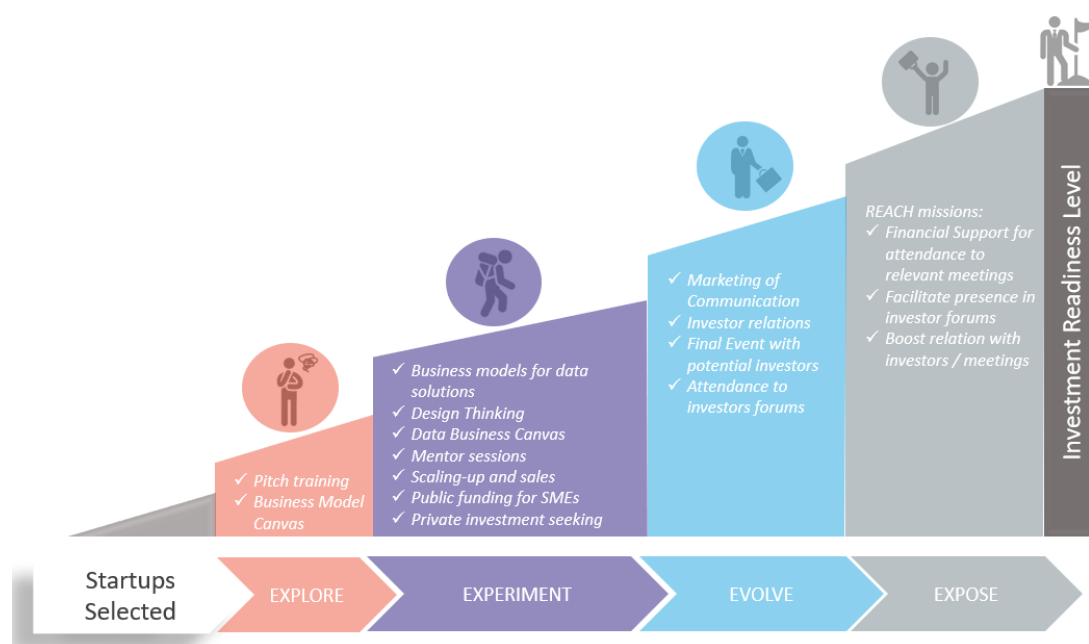 REACH missions:
✓ Financial Support for
attendance to
relevant meetings
✓ Facilitate presence in
investor forums
✓ Boost relation with
investors / meetings
Investment Readiness Level
✓ Marketing of
Communication
✓ Investor relations
✓ Final Event with
potential investors
✓ Attendance to
investors forums
✓ Business models for data
solutions
✓ Design Thinking
✓ Data Business Canvas
✓ Mentor sessions
✓ Scaling-up and sales
✓ Public funding for SMEs
✓ Private investment seeking
✓ Pitch training
✓ Business Model
Canvas
Startups
Selected
EXPLORE
EXPERIMENT
EVOLVE
EXPOSE